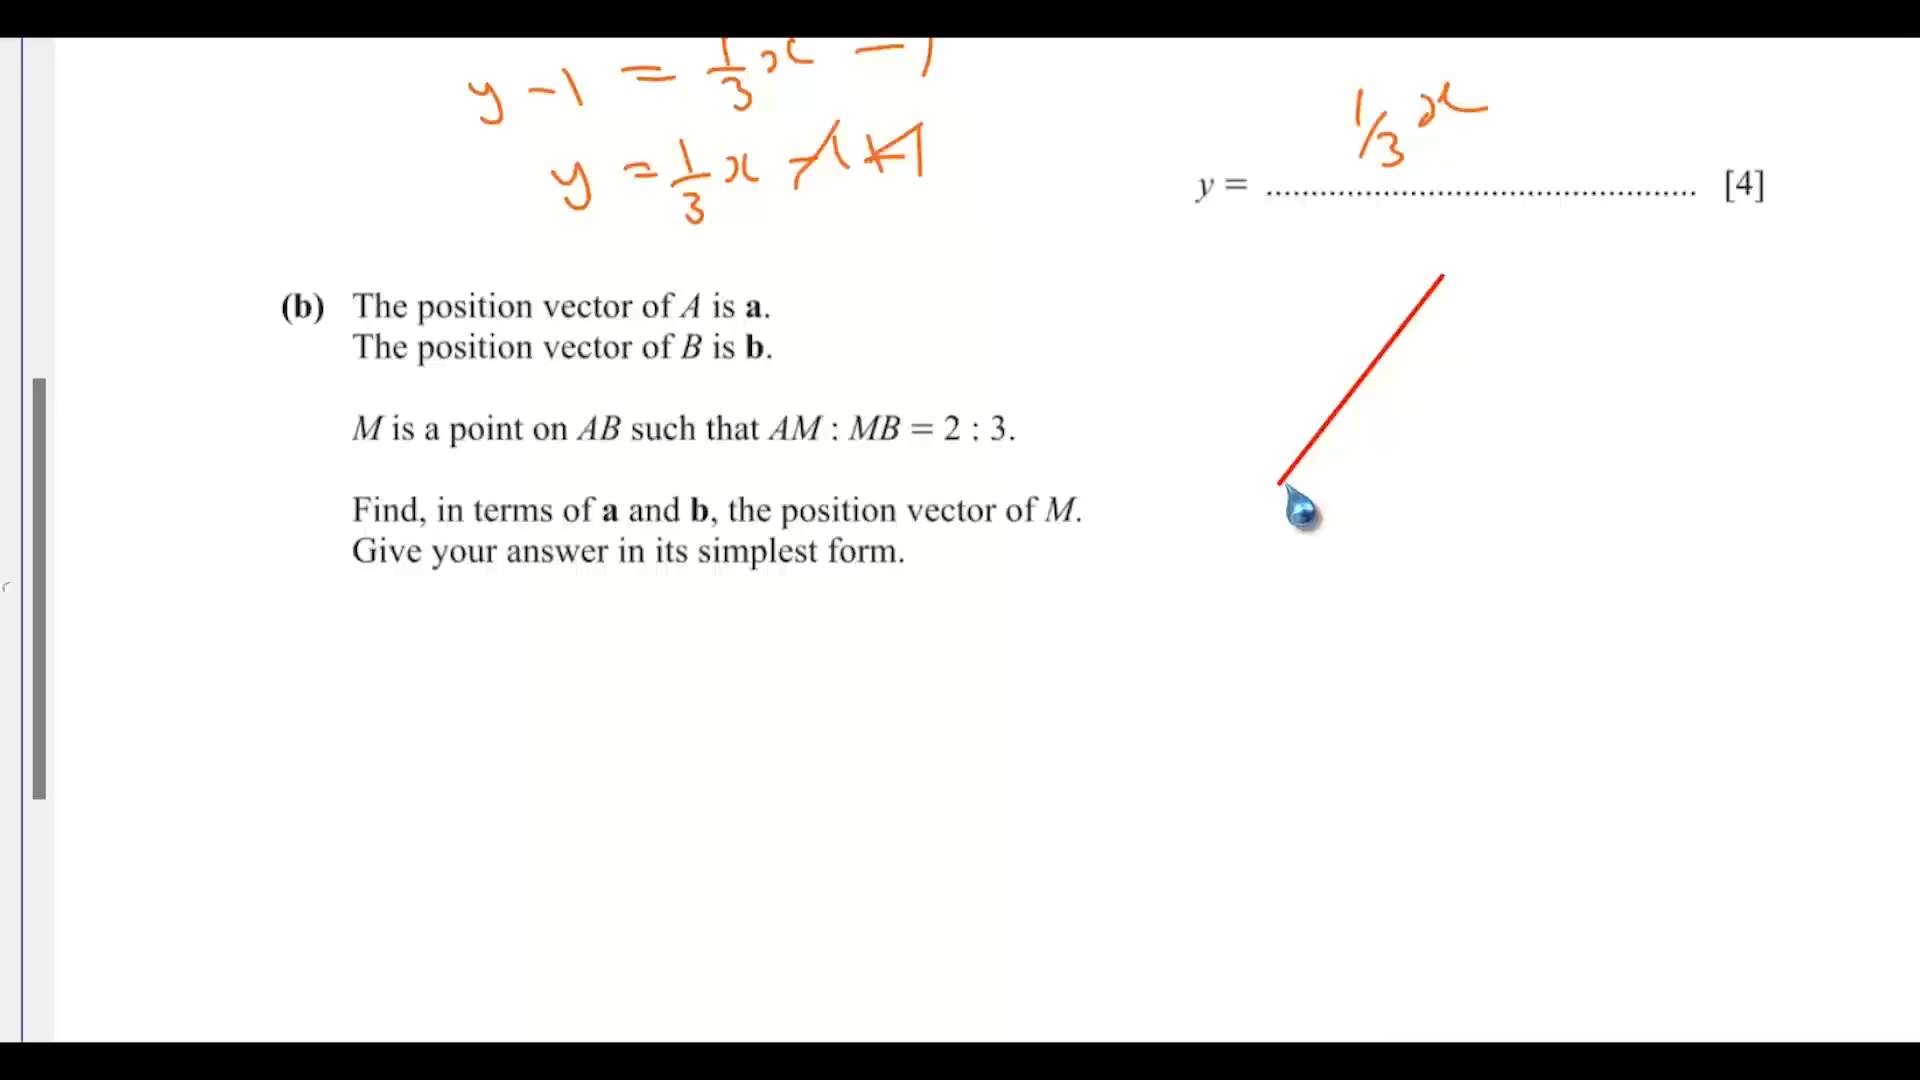 y - 1 = 1/3 x - 1
y = 1/3 x - 1 + 1
1/3 x
y = ................................................ [4]
(b) The position vector of A is a.
The position vector of B is b.
M is a point on AB such that AM : MB = 2 : 3.
Find, in terms of a and b, the position vector of M.
Give your answer in its simplest form.